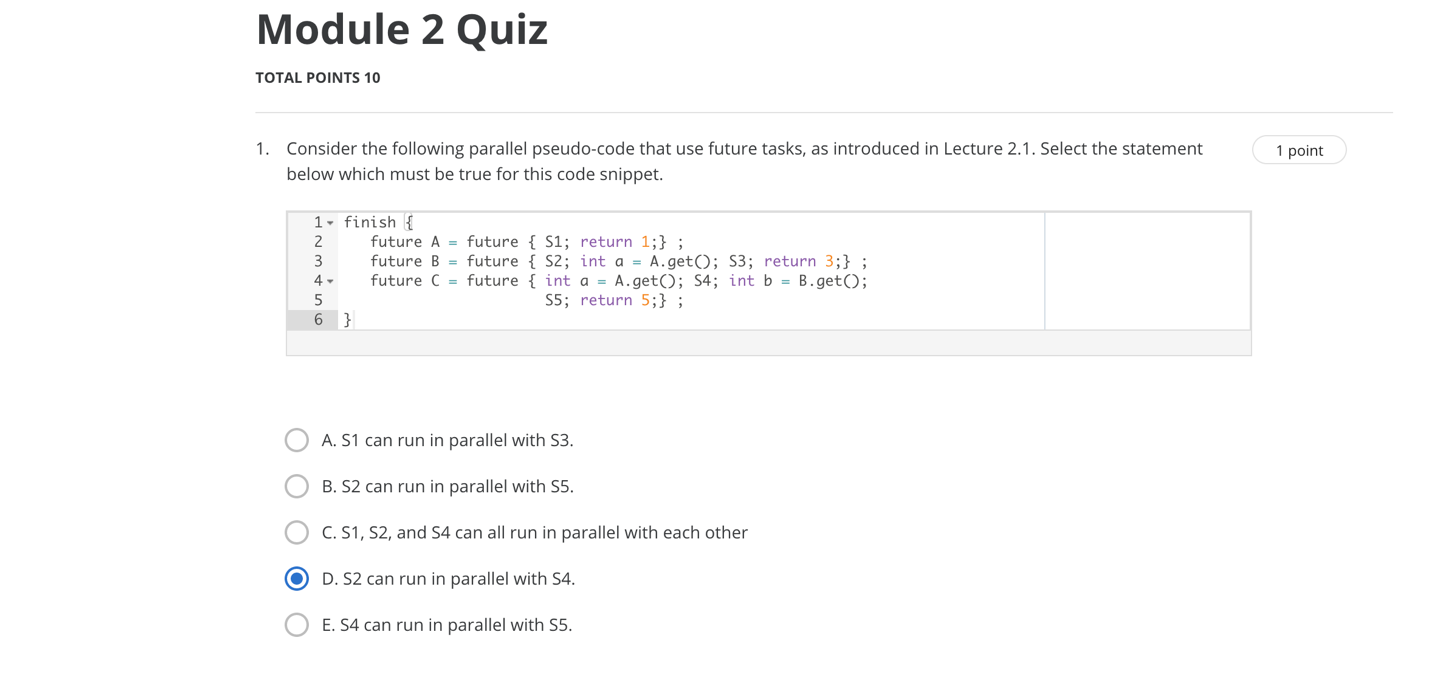 Module 2 Quiz
TOTAL POINTS 10
1. Consider the following parallel pseudo-code that use future tasks, as introduced in Lecture 2.1. Select the statement
below which must be true for this code snippet.
1 point
1 finish {
2 future A = future { S1; return 1;} ;
3 future B = future { S2; int a = A.get(); S3; return 3;} ;
4 future C = future { int a = A.get(); S4; int b = B.get();
5 S5; return 5;} ;
6 }
A. S1 can run in parallel with S3.
B. S2 can run in parallel with S5.
C. S1, S2, and S4 can all run in parallel with each other
D. S2 can run in parallel with S4.
E. S4 can run in parallel with S5.